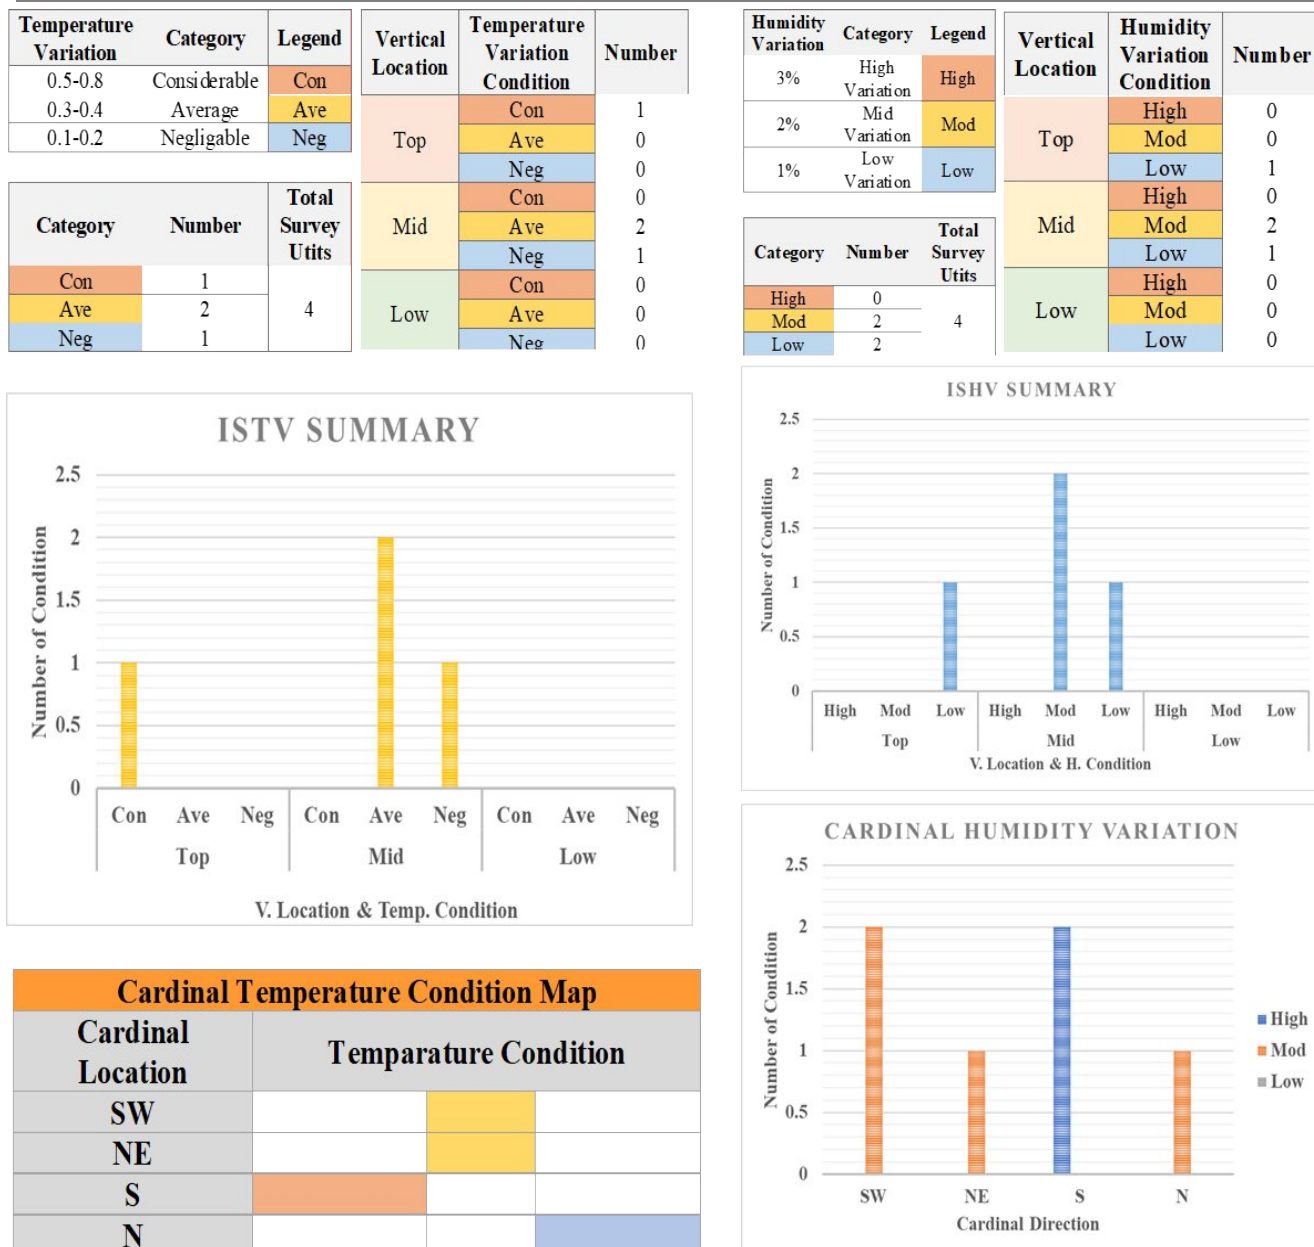 Temperature Variation Category Legend
0.5-0.8 Considerable Con
0.3-0.4 Average Ave
0.1-0.2 Negligable Neg
Category Number Total Survey Utits
Con 1
Ave 2 4
Neg 1
Vertical Location Temperature Variation Condition Number
Top Con 1
Ave 0
Neg 0
Mid Con 0
Ave 2
Neg 1
Low Con 0
Ave 0
Neg 0
Humidity Variation Category Legend
3% High Variation High
2% Mid Variation Mod
1% Low Variation Low
Category Number Total Survey Utits
High 0
Mod 2 4
Low 2
Vertical Location Humidity Variation Condition Number
Top High 0
Mod 0
Low 1
Mid High 0
Mod 2
Low 1
Low High 0
Mod 0
Low 0
ISTV SUMMARY
Number of Condition
2.5
2
1.5
1
0.5
0
Con Ave Neg Con Ave Neg Con Ave Neg
Top Mid Low
V. Location & Temp. Condition
ISHV SUMMARY
Number of Condition
2.5
2
1.5
1
0.5
0
High Mod Low High Mod Low High Mod Low
Top Mid Low
V. Location & H. Condition
Cardinal Temperature Condition Map
Cardinal Location Temparature Condition
SW
NE
S
N
CARDINAL HUMIDITY VARIATION
Number of Condition
2.5
2
1.5
1
0.5
0
SW NE S N
Cardinal Direction
High
Mod
Low